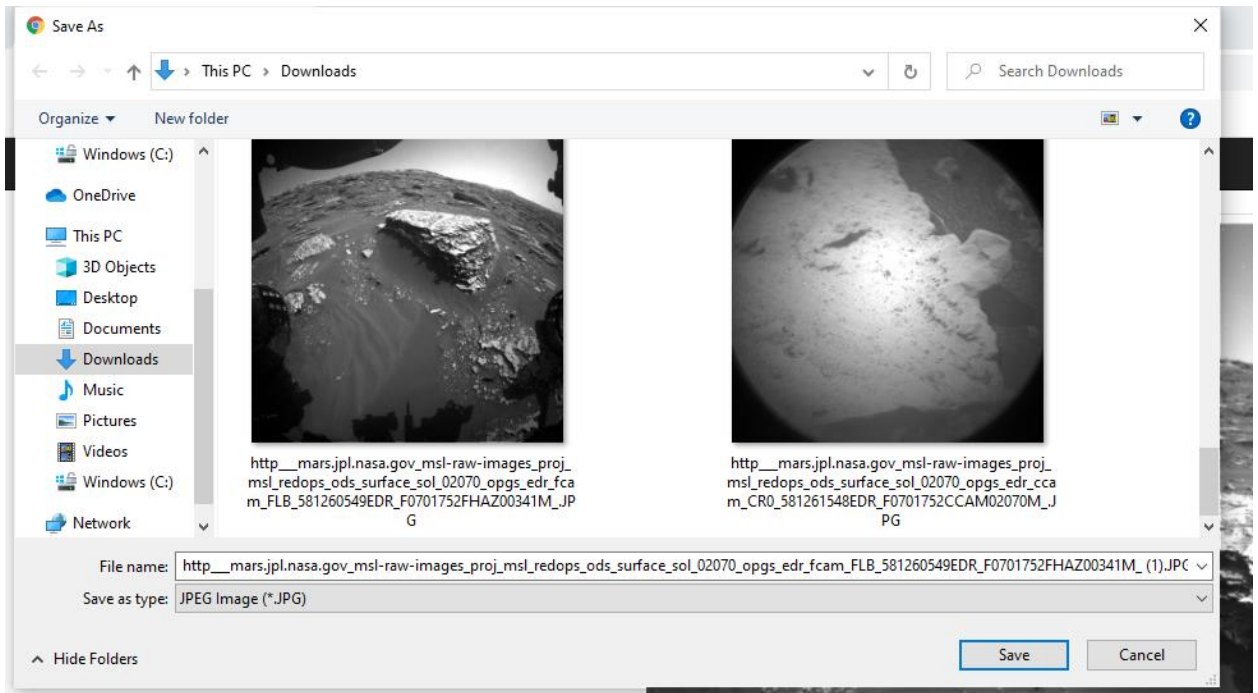 Save As
This PC > Downloads
Search Downloads
Organize
New folder
Windows (C:)
OneDrive
This PC
3D Objects
Desktop
Documents
Downloads
Music
Pictures
Videos
Windows (C:)
Network
http__mars.jpl.nasa.gov_msl-raw-images_proj_
msl_redops_ods_surface_sol_02070_opgs_edr_fca
m_FLB_581260549EDR_F0701752FHAZ00341M_.JP
G
http__mars.jpl.nasa.gov_msl-raw-images_proj_
msl_redops_ods_surface_sol_02070_opgs_edr_cca
m_CR0_581261548EDR_F0701752CCAM02070M_.J
PG
File name: http__mars.jpl.nasa.gov_msl-raw-images_proj_msl_redops_ods_surface_sol_02070_opgs_edr_fcam_FLB_581260549EDR_F0701752FHAZ00341M_ (1).JPG
Save as type: JPEG Image (*.JPG)
Hide Folders
Save
Cancel